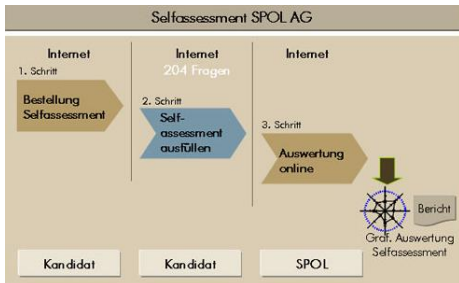 Selfassessment SPOL AG
Internet
Internet
Internet
204 Fragen
1. Schritt
Bestellung
Selfassessment
2. Schritt
Self-
assessment
ausfüllen
3. Schritt
Auswertung
online
Bericht
Graf. Auswertung
Selfassessment
Kandidat
Kandidat
SPOL